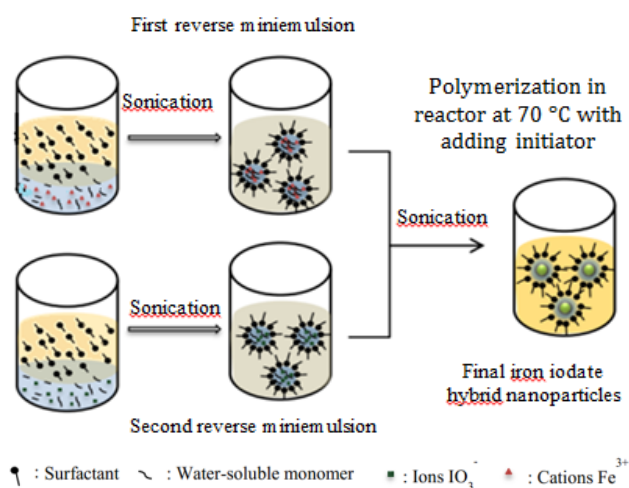 First reverse miniemulsion
Sonication
Polymerization in
reactor at 70 °C with
adding initiator
Sonication
Sonication
Final iron iodate
hybrid nanoparticles
Second reverse miniemulsion
: Surfactant : Water-soluble monomer : Ions IO3- : Cations Fe3+